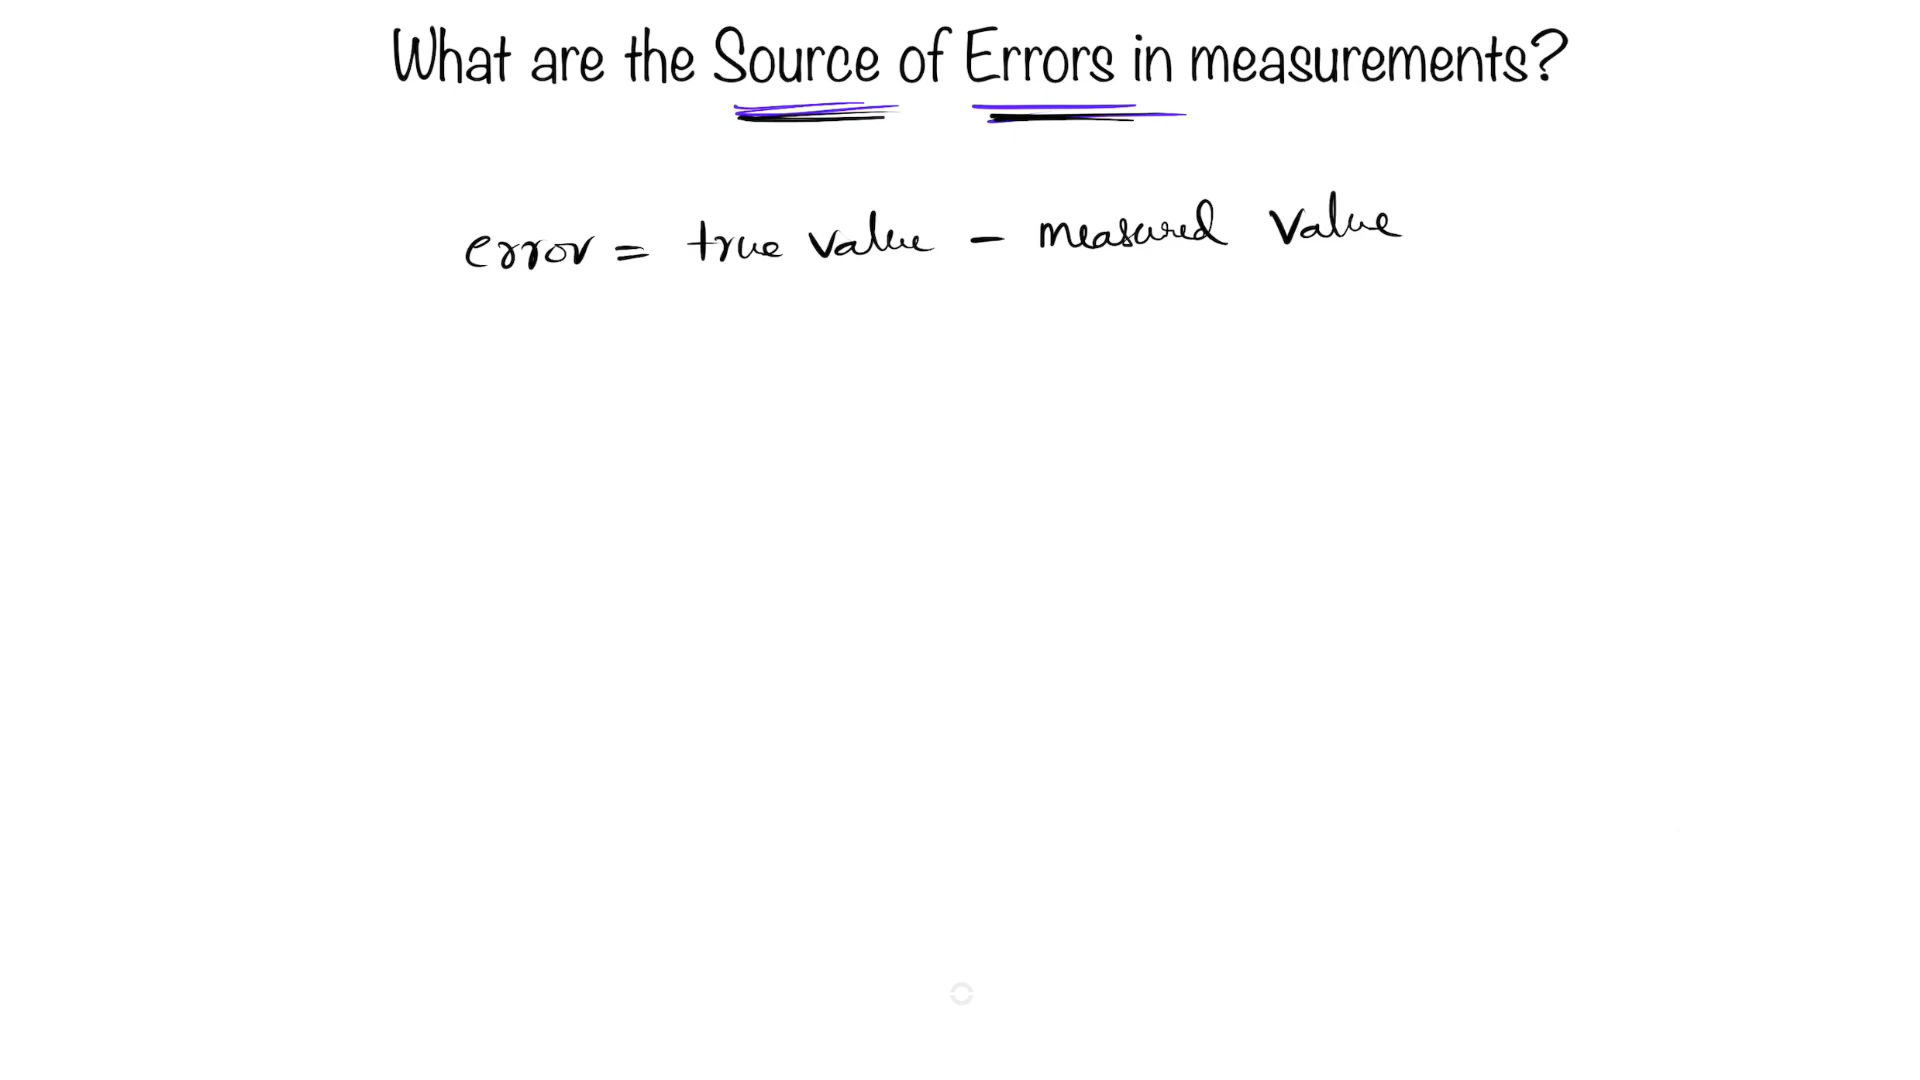 What are the Source of Errors in measurements?
error = true value - measured value